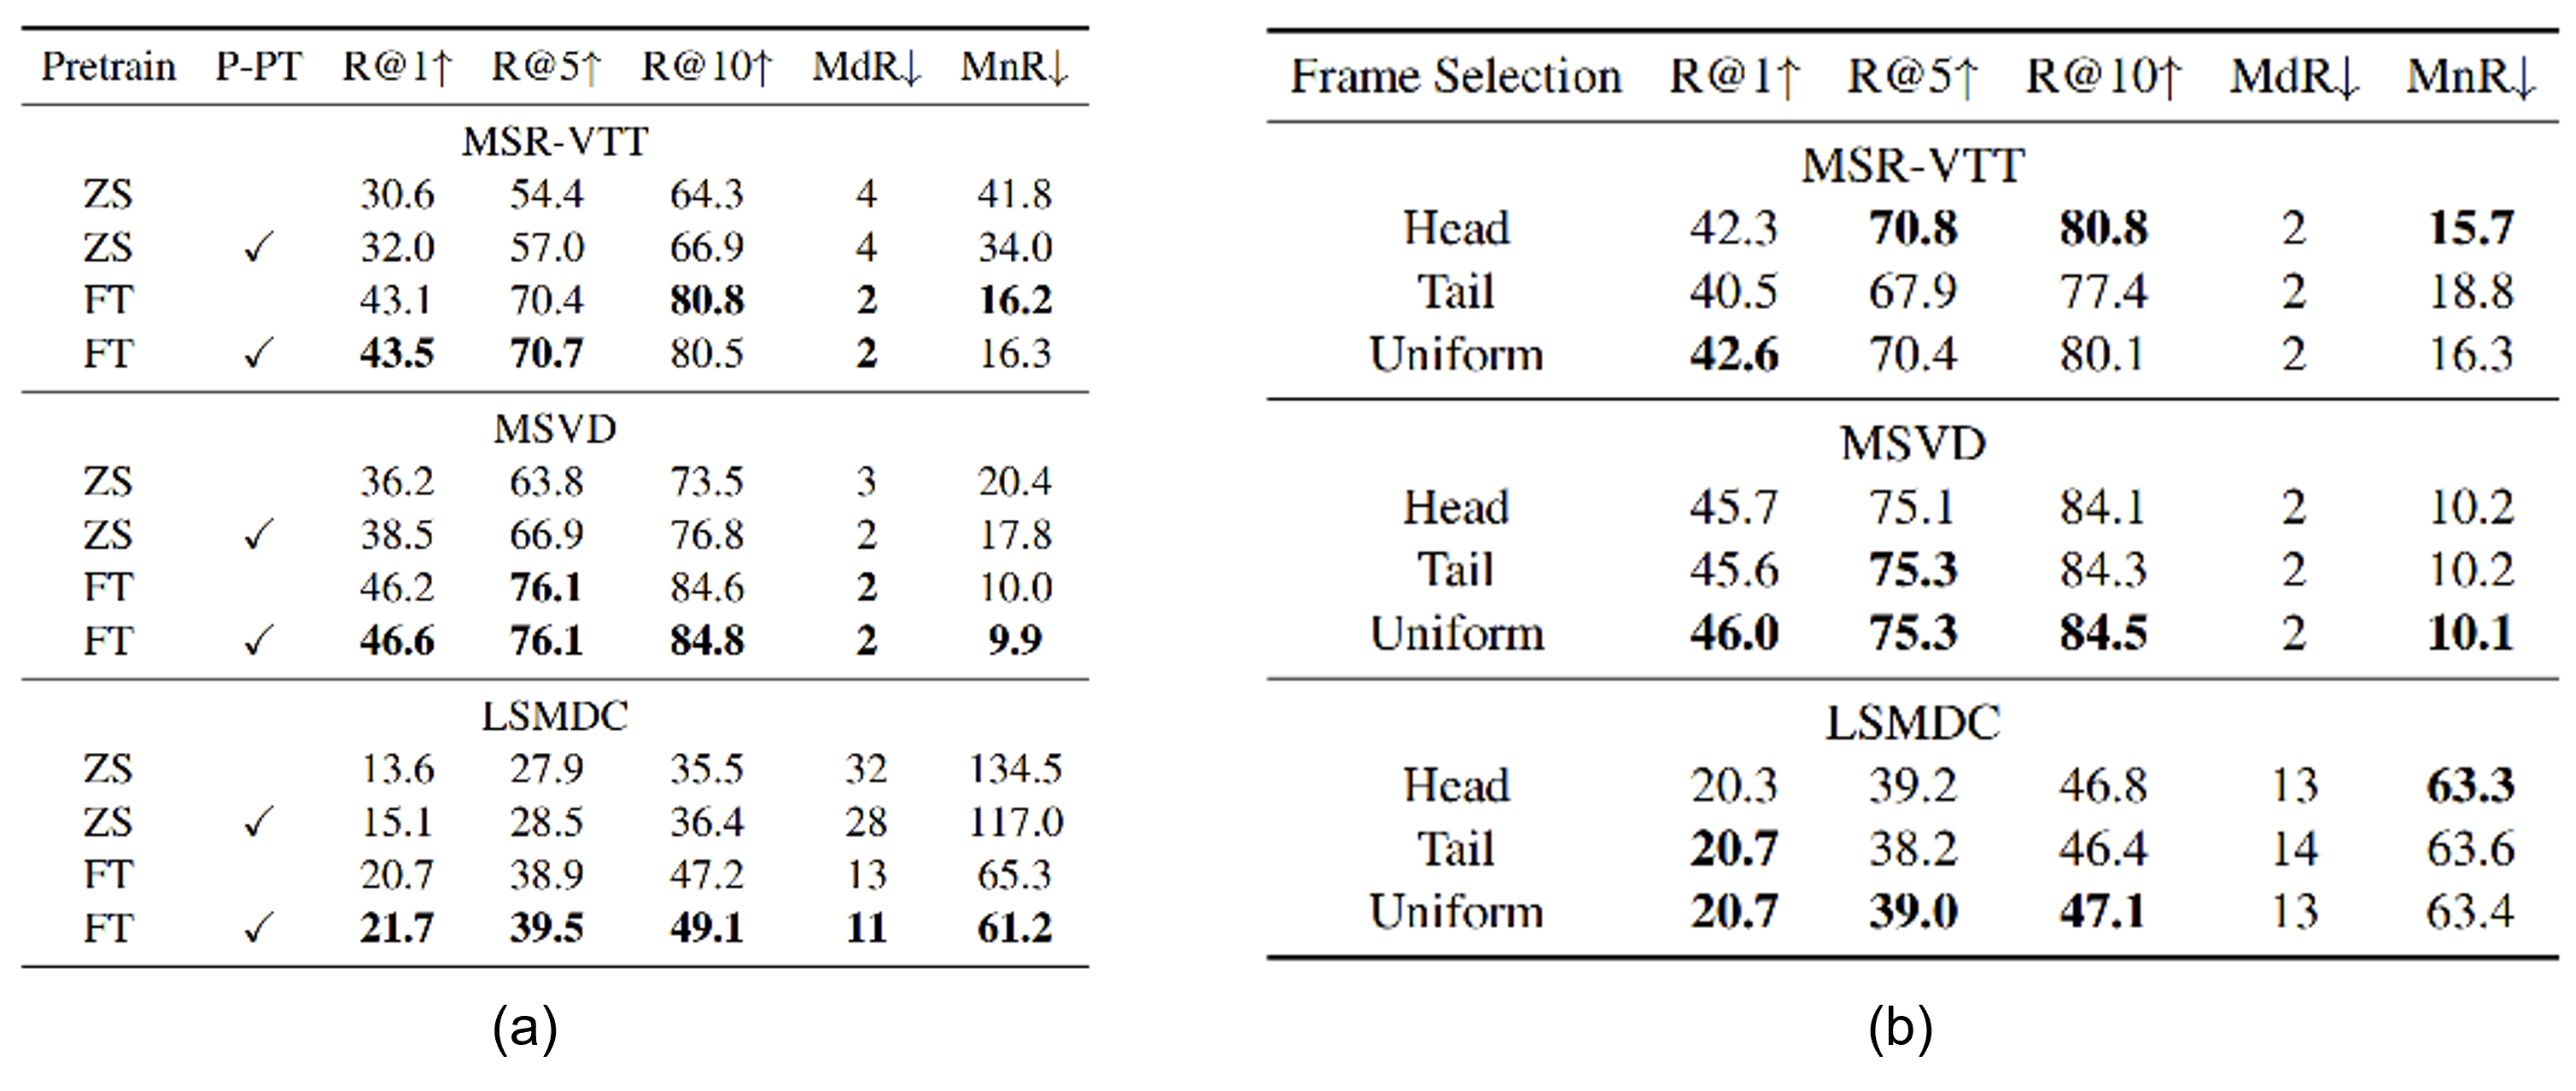 Pretrain P-PT R@1↑ R@5↑ R@10↑ MdR↓ MnR↓
MSR-VTT
ZS 30.6 54.4 64.3 4 41.8
ZS ✓ 32.0 57.0 66.9 4 34.0
FT 43.1 70.4 80.8 2 16.2
FT ✓ 43.5 70.7 80.5 2 16.3
MSVD
ZS 36.2 63.8 73.5 3 20.4
ZS ✓ 38.5 66.9 76.8 2 17.8
FT 46.2 76.1 84.6 2 10.0
FT ✓ 46.6 76.1 84.8 2 9.9
LSMDC
ZS 13.6 27.9 35.5 32 134.5
ZS ✓ 15.1 28.5 36.4 28 117.0
FT 20.7 38.9 47.2 13 65.3
FT ✓ 21.7 39.5 49.1 11 61.2
(a)
Frame Selection R@1↑ R@5↑ R@10↑ MdR↓ MnR↓
MSR-VTT
Head 42.3 70.8 80.8 2 15.7
Tail 40.5 67.9 77.4 2 18.8
Uniform 42.6 70.4 80.1 2 16.3
MSVD
Head 45.7 75.1 84.1 2 10.2
Tail 45.6 75.3 84.3 2 10.2
Uniform 46.0 75.3 84.5 2 10.1
LSMDC
Head 20.3 39.2 46.8 13 63.3
Tail 20.7 38.2 46.4 14 63.6
Uniform 20.7 39.0 47.1 13 63.4
(b)